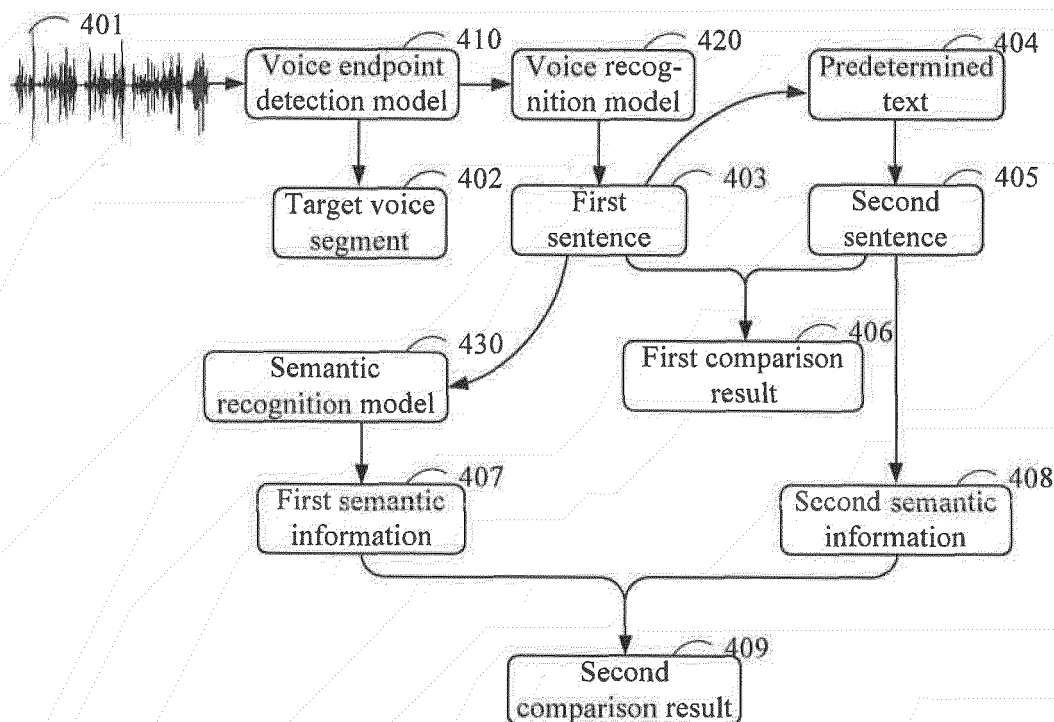 401
410
420
404
Voice endpoint
detection model
Voice recog-
nition model
Predetermined
text
402
403
405
Target voice
segment
First
sentence
Second
sentence
406
430
First comparison
result
Semantic
recognition model
407
408
First semantic
information
Second semantic
information
409
Second
comparison result